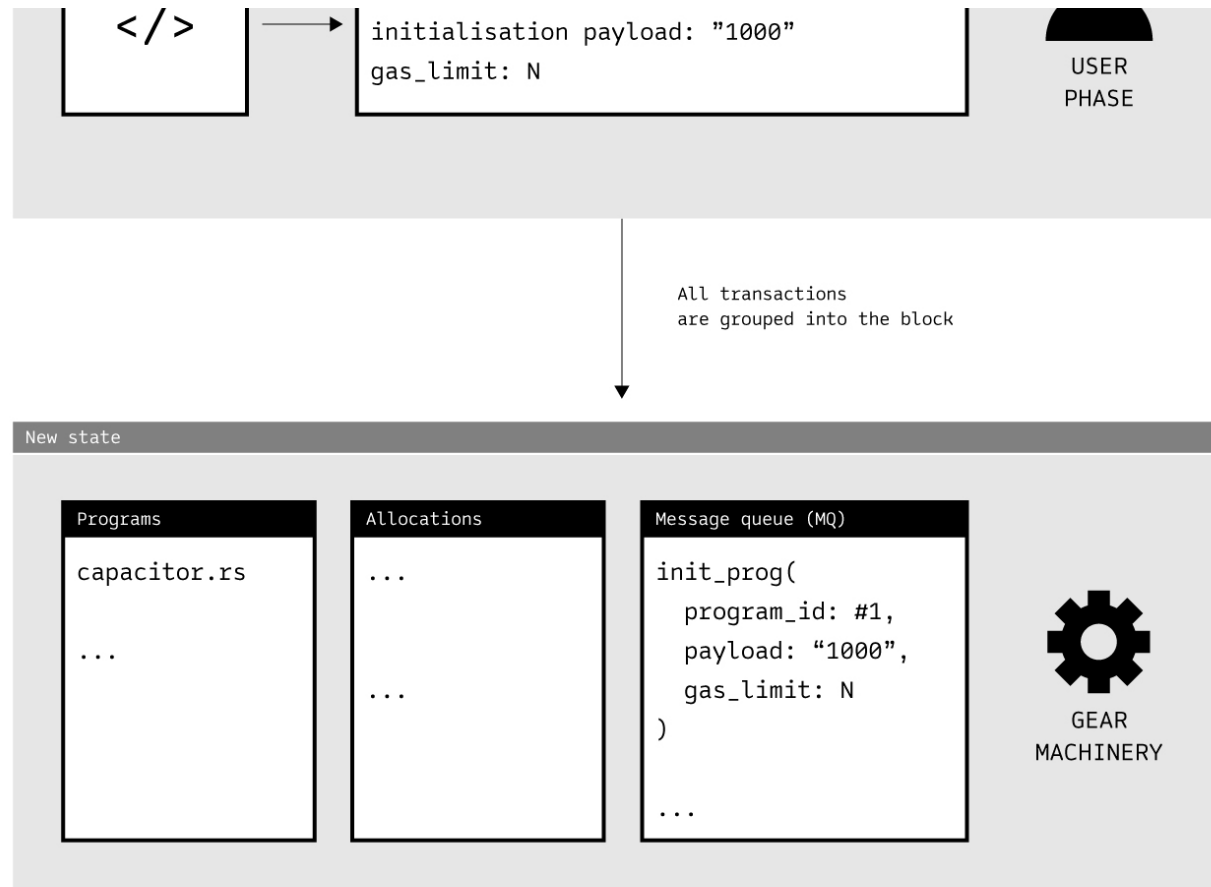 </>
initialisation payload: ”1000”
gas_limit: N
USER
PHASE
All transactions
are grouped into the block
New state
Programs
capacitor.rs
...
Allocations
...
...
Message queue (MQ)
init_prog(
program_id: #1,
payload: “1000”,
gas_limit: N
)
...
GEAR
MACHINERY